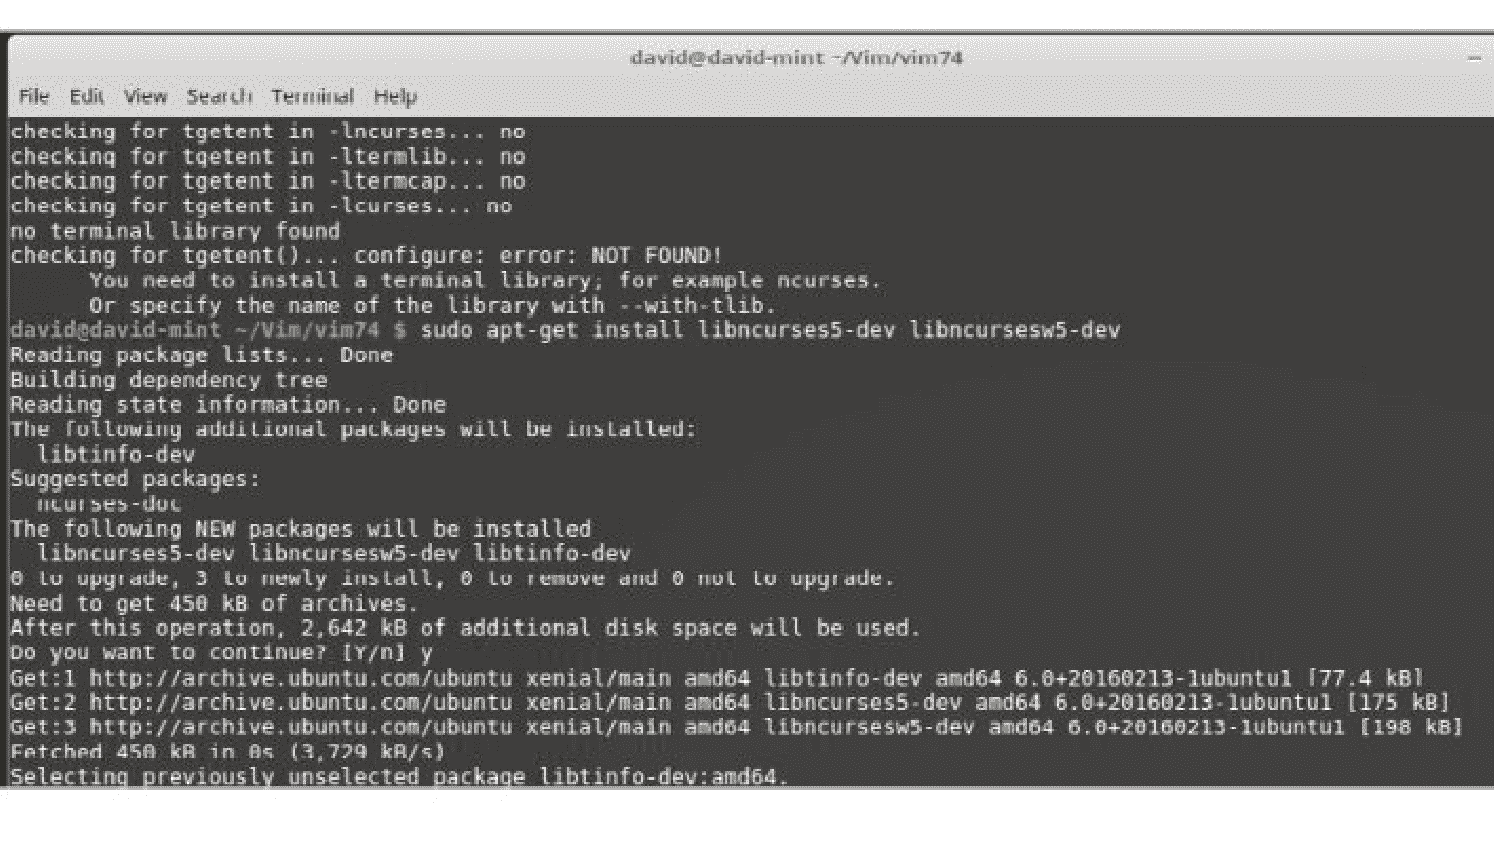 david@david-mint ~/Vim/vim74
File Edit View Search Terminal Help
checking for tgetent in -lncurses... no
checking for tgetent in -ltermlib... no
checking for tgetent in -ltermcap... no
checking for tgetent in -lcurses... no
no terminal library found
checking for tgetent()... configure: error: NOT FOUND!
You need to install a terminal library; for example ncurses.
Or specify the name of the library with --with-tlib.
david@david-mint ~/Vim/vim74 $ sudo apt-get install libncurses5-dev libncursesw5-dev
Reading package lists... Done
Building dependency tree
Reading state information... Done
The following additional packages will be installed:
libtinfo-dev
Suggested packages:
ncurses-doc
The following NEW packages will be installed
libncurses5-dev libncursesw5-dev libtinfo-dev
0 to upgrade, 3 to newly install, 0 to remove and 0 not to upgrade.
Need to get 450 kB of archives.
After this operation, 2,642 kB of additional disk space will be used.
Do you want to continue? [Y/n] y
Get:1 http://archive.ubuntu.com/ubuntu xenial/main amd64 libtinfo-dev amd64 6.0+20160213-1ubuntu1 [77.4 kB]
Get:2 http://archive.ubuntu.com/ubuntu xenial/main amd64 libncurses5-dev amd64 6.0+20160213-1ubuntu1 [175 kB]
Get:3 http://archive.ubuntu.com/ubuntu xenial/main amd64 libncursesw5-dev amd64 6.0+20160213-1ubuntu1 [198 kB]
Fetched 450 kB in 0s (3,729 kB/s)
Selecting previously unselected package libtinfo-dev:amd64.